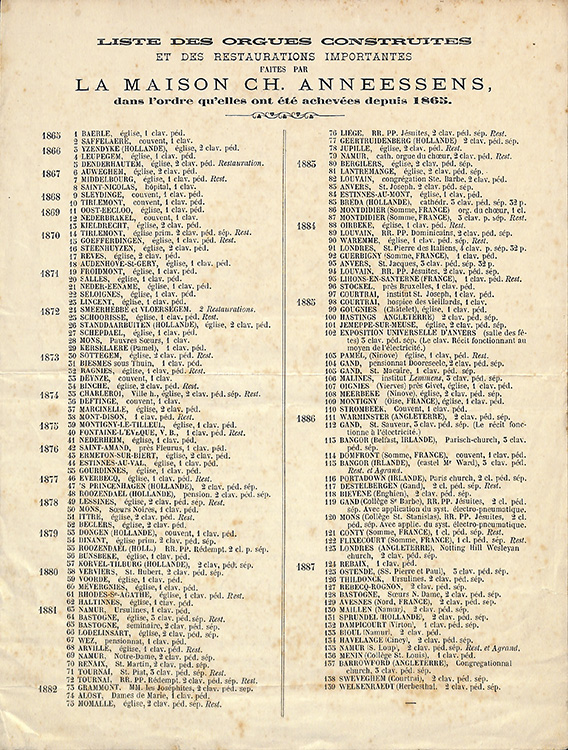 LISTE DES ORGUES CONSTRUITES
ET DES RESTAURATIONS IMPORTANTES
FAITES PAR
LA MAISON CH. ANNEESSENS,
dans l'ordre qu'elles ont été achevées depuis 1865.
1865 1 BAERLE, église, 1 clav. péd.
2 SAFFELAERE, couvent, 1 clav.
1866 3 YZENDYKE (HOLLANDE), église, 2 clav. péd.
4 LEUPEGEM, église, 1 clav. péd.
5 DENDERHAUTEM, église, 2 clav. péd. Restauration.
1867 6 AUWEGHEM, église, 2 clav. péd.
7 MIDDELBOURG, église, 1 clav. péd. Rest.
8 SAINT-NICOLAS, hôpital, 1 clav.
1868 9 SLEYDINGE, couvent, 1 clav. péd.
10 TIRLEMONT, couvent, 1 clav. péd.
1869 11 OOST-EECLOO, église, 1 clav. péd.
12 NEDERBRAKEL, couvent, 1 clav.
13 KIELDRECHT, église, 2 clav. péd.
1870 14 TIRLEMONT, église prim. 2 clav. péd. sép. Rest.
15 GOEFFERDINGEN, église, 1 clav. péd. Rest.
16 STEENHUYZEN, église, 2 clav. péd.
17 RÈVES, église, 2 clav. péd.
18 AUDENHOVE-St-GERY, église, 1 clav. péd.
1871 19 FROIDMONT, église, 1 clav. péd.
20 SALLES, église, 1 clav. péd.
21 NEDER-EENAME, église, 1 clav. péd.
22 SELOIGNES, église, 1 clav. péd.
23 LINCENT, église, 1 clav. péd.
1872 24 SMEERHEBBE et VLOERSEGEM. 2 Restaurations.
25 SCHOORISSE, église, 1 clav. péd. Rest.
26 STANDDAARBUITEN (HOLLANDE), église, 2 clav. péd.
27 SCHEPDAEL, église, 1 clav. péd.
28 MONS, Pauvres Sœurs, 1 clav.
29 KERSELAERE (Pamel), 1 clav. péd.
1873 30 SOTTEGEM, église, 2 clav. péd. Rest.
31 BIESMES sous Thuin, 1 clav. péd.
32 RAGNIES, église, 1 clav. péd. Rest.
33 DEYNZE, couvent, 1 clav.
34 BINCHE, église, 2 clav. péd. Rest.
1874 35 CHARLEROI, Ville h., église, 2 clav. péd. sép. Rest.
36 DEFTINGE, couvent, 1 clav. péd.
37 MARCINELLE, église, 2 clav. péd.
38 MONT-DISON, 1 clav. péd. Rest.
1875 39 MONTIGNY-LE-TILLEUL, église, 1 clav. péd.
40 FONTAINE-L'EVEQUE, V. B., 1 clav. péd. Rest.
41 NEDERHEIM, église, 1 clav. péd.
1876 42 SAINT-AMAND, près Fleurus, 1 clav. péd.
43 ERMETON-SUR-BIERT, église, 2 clav. péd.
44 ESTINNES-AU-VAL, église, 1 clav. péd.
45 GOURDINNES, église, 1 clav. péd.
1877 46 EVERBECQ, église, 1 clav. péd. Rest.
47 'S PRINCENHAGEN (HOLLANDE), 2 clav. péd. sép.
48 ROOZENDAEL (HOLLANDE), pension. 2 clav. péd. sép.
1878 49 LESSINES, église, 2 clav. péd. sép. Rest.
50 MONS, Sœurs Noires, 1 clav. péd.
51 ITTRE, église, 2 clav. péd. Rest.
52 BÈCLERS, église, 2 clav. péd. sép.
1879 53 DONGEN (HOLLANDE), couvent, 1 clav. péd.
54 DINANT, église prim. 2 clav. péd. sép. Rest.
55 ROOZENDAEL (HOLL.) RR. PP. Rédempt. 2 cl. p. sép.
56 BUNSBEKE, église prim. 1 clav. péd.
57 KORVEL-TILBURG (HOLLANDE), 2 clav. péd. sép.
1880 58 VERVIERS, St. Hubert, 2 clav. péd. sép.
59 VOORDE, église, 1 clav. péd.
60 MÉVERGNIES, église, 1 clav. péd.
61 RHODES-Ste-AGATHE, église, 1 clav. péd. Rest.
62 HALTINNES, église, 1 clav. péd.
1881 63 NAMUR, Ursulines, 1 clav. péd.
64 BASTOGNE, église, 3 clav. péd. sép. Rest.
65 BASTOGNE, séminaire, 2 clav. péd. sép.
66 LODELINSART, église, 2 clav. péd. sép.
67 WEZ, pensionnat, 1 clav. péd.
68 ARVILLE, église, 1 clav. péd. Rest.
69 NAMUR, Notre-Dame, 2 clav. péd. sép.
70 RENAIX, St. Martin, 2 clav. péd. sép.
71 TOURNAI, St. Piat, 3 clav. péd. sép. Rest.
72 TOURNAI, RR. PP. Rédempt. 2 clav. péd. sép. Rest.
1882 73 GRAMMONT, MM. les Joséphites, 2 clav. péd. sep.
74 ALOST, Dames de St. Maur, 1 clav. péd.
75 MOMALLE, église, 2 clav. péd. sép. Rest.
76 LIÉGE, RR. PP. Jésuites, 2 clav. péd. sép. Rest.
77 GEERTRUIDENBERG (HOLLANDE) 2 clav. péd. sép.
78 JUPILLE, église, 2 clav. péd. Rest.
79 NAMUR, cath. orgue du chœur, 2 clav. péd. Rest.
1883 80 BERGILERS, église, 2 clav. péd. sép.
81 LANTREMANGE, église, 2 clav. péd. sép.
82 LOUVAIN, congrégation Ste. Barbe, 2 clav. péd.
83 ANVERS, St. Joseph, 2 clav. péd. sép.
84 ESTINNES-AU-MONT, église, 1 clav. péd.
85 BREDA (HOLLANDE), cathédr. 3 clav. péd. sép. 32 p.
86 MONTDIDIER (Somme, FRANCE) org. du chœur, 1 cl.
87 MONTDIDIER (Somme, FRANCE), 3 clav. p. sép. Rest.
1884 88 OIRBEKE, église, 1 clav. péd. Rest.
89 LOUVAIN, RR. PP. Dominicains, 2 clav. péd. sép.
90 WAREMME, église, 1 clav. péd. Rest.
91 LONDRES, St. Pierre des Italiens, 4 clav. p. sép. 32 p.
92 GUERBIGNY (Somme, FRANCE), 1 clav. péd.
93 ANVERS, St. Jacques, 3 clav. péd. sép. 32 p.
94 LOUVAIN, RR. PP. Jésuites, 2 clav. péd. sép.
95 LIHONS-EN-SANTERRE (FRANCE), 1 clav. péd. Rest.
96 STOCKEL, près Bruxelles, 1 clav. péd.
97 COURTRAI, institut St. Joseph, 1 clav. péd.
1885 98 COURTRAI, hospice des vieillards, 1 clav.
99 GOUGNIES (Châtelet), église, 1 clav. péd.
100 HASTINGS (ANGLETERRE) 2 clav. péd. sép.
101 JEMEPPE-SUR-MEUSE, église, 2 clav. péd. sép.
102 EXPOSITION UNIVERSELLE D'ANVERS (salle des fê-
tes) 3 clav. péd. sép. (Le clav. Récit fonctionnant au
moyen de l'électricité.)
103 PAMEL, (Ninove) église, 1 clav. péd. Rest.
104 GAND, pensionnat Dooresele, 2 clav. péd. sép.
105 GAND, St. Macaire, 1 clav. péd.
106 MALINES, institut Lemmens, 3 clav. péd. sép.
107 OIGNIES (Vierves) près Givet, église, 1 clav. péd.
108 MEERBEKE (Ninove), église, 2 clav. péd. sép.
109 MONTIGNY (Oise, FRANCE), église, 1 clav. péd.
110 STROMBEEK. Couvent, 1 clav. péd.
1886 111 WARMINSTER (ANGLETERRE), 2 clav. péd. sép.
112 GAND, St. Sauveur, 3 clav. péd. sép. (Le récit fonc-
tionne à l'électricité.)
113 BANGOR (Belfast, IRLANDE), Parisch-church, 3 clav.
péd. sép.
114 DOMFRONT (Somme, FRANCE), couvent, 1 clav. péd.
115 BANGOR (IRLANDE), (castel Mr Ward), 3 clav. péd.
Rest. et Agrand.
116 PORTADOWN (IRLANDE), Paris church, 2 cl. péd. sép.
117 DESTELBERGEN (Gand), 2 cl. péd. sép. Rest.
118 HEYENE (Enghien), 2 clav. péd. sép.
119 GAND (Collège Ste Barbe), RR. PP. Jésuites, 2 cl. péd.
sép. Avec application du syst. électro-pneumatique.
120 MONS (Collége St. Stanislas), RR. PP. Jésuites, 2 cl.
péd. sép. Avec applic. du syst. électro-pneumatique.
121 CONTY (Somme, FRANCE), 1 cl. péd. Rest.
122 FLIXECOURT (Somme, FRANCE), 1 cl. péd. sép. Rest.
123 LONDRES (ANGLETERRE), Notting Hill Wesleyan
church, 2 clav. péd. sép.
1887 124 REBAIN, 1 clav. péd.
125 OSTENDE, (SS. Pierre et Paul), 3 clav. péd. sép.
126 THILDONCK, Ursulines, 2 clav. péd.
127 REBECQ-ROGNON, 2 clav. péd. sép.
128 BASTOGNE, Sœurs N. Dame, 2 clav. péd.
129 AVESNES (Nord, FRANCE), 2 clav. péd. sép.
130 MAILLEN (Namur), 2 clav. péd.
131 SPRUNDEL (HOLLANDE), 2 clav. péd. sép.
132 DAMPICOURT (Virton), 1 clav. péd.
133 BIOUL (Namur), 2 clav. péd.
134 HAVELANGE (Ciney), 2 clav. péd. sép.
135 NAMUR (S. Loup), 2 clav. péd. sép. Rest. et Agrand.
136 MENIN (Collège St. Louis), 1 clav. péd.
137 BARROWFORD (ANGLETERRE), Congregationnal
church, 3 clav. péd. sép.
138 SWEVEGHEM (Courtrai), 2 clav. péd. sép.
139 WELKENRAEDT (Herbesthal), 2 clav. péd. sép.